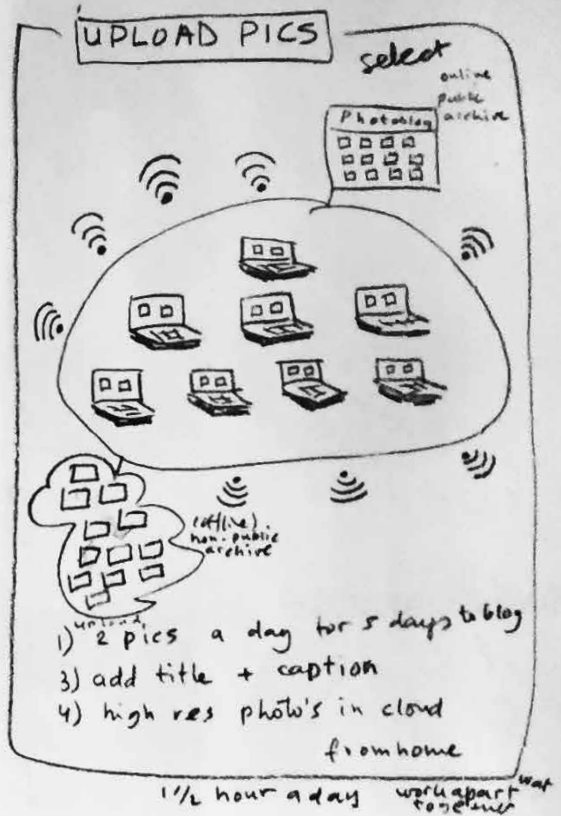 UPLOAD PICS
select
online
public
archive
Photoblog
(offline)
non-public
archive
upload
1) 2 pics a day for 5 days to blog
3) add title + caption
4) high res photo's in cloud
from home
1 1/2 hour a day work apart
together